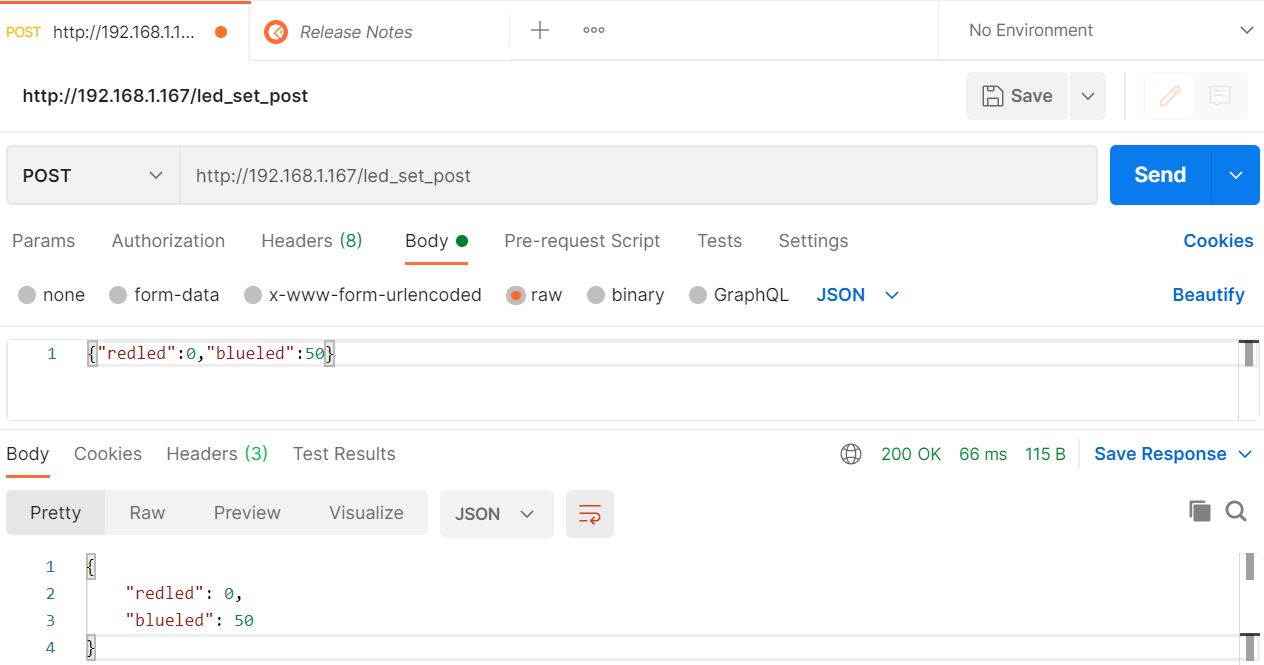 POST http://192.168.1.1... Release Notes No Environment
http://192.168.1.167/led_set_post Save
POST http://192.168.1.167/led_set_post Send
Params Authorization Headers (8) Body Pre-request Script Tests Settings Cookies
none form-data x-www-form-urlencoded raw binary GraphQL JSON Beautify
1 {"redled":0,"blueled":50}
Body Cookies Headers (3) Test Results 200 OK 66 ms 115 B Save Response
Pretty Raw Preview Visualize JSON
1 {
2 "redled": 0,
3 "blueled": 50
4 }